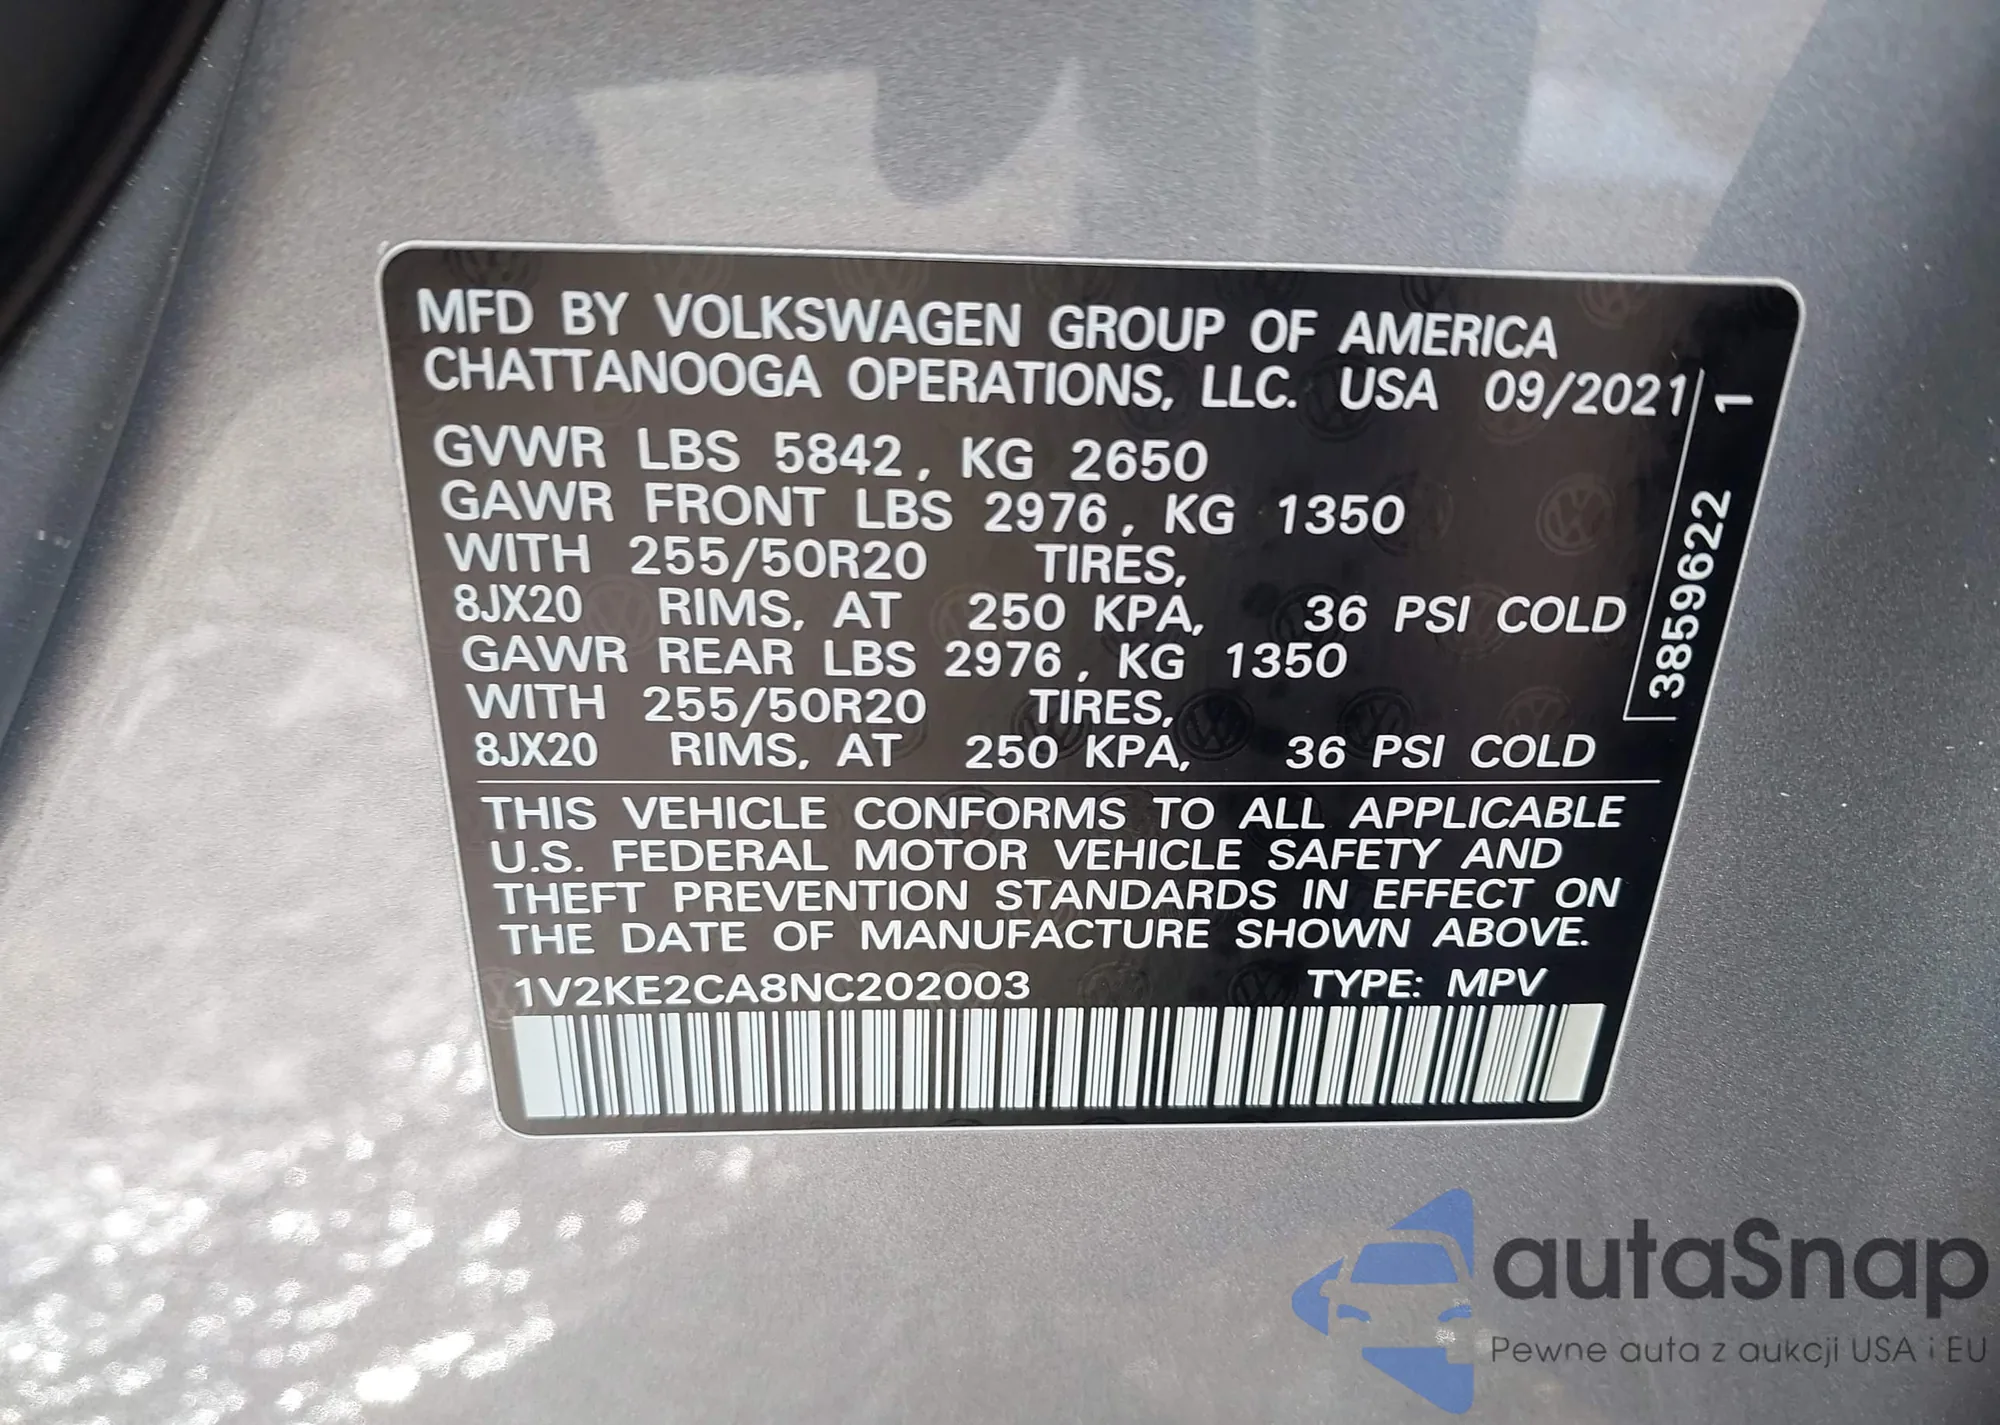 MFD BY VOLKSWAGEN GROUP OF AMERICA
CHATTANOOGA OPERATIONS, LLC. USA 09/2021
GVWR LBS 5842, KG 2650
GAWR FRONT LBS 2976, KG 1350
WITH 255/50R20 TIRES,
8JX20 RIMS, AT 250 KPA, 36 PSI COLD
GAWR REAR LBS 2976, KG 1350
WITH 255/50R20 TIRES,
8JX20 RIMS, AT 250 KPA, 36 PSI COLD
THIS VEHICLE CONFORMS TO ALL APPLICABLE
U.S. FEDERAL MOTOR VEHICLE SAFETY AND
THEFT PREVENTION STANDARDS IN EFFECT ON
THE DATE OF MANUFACTURE SHOWN ABOVE.
1V2KE2CA8NC202003 TYPE: MPV
3859622 1
autaSnap
Pewne auta z aukcji USA i EU